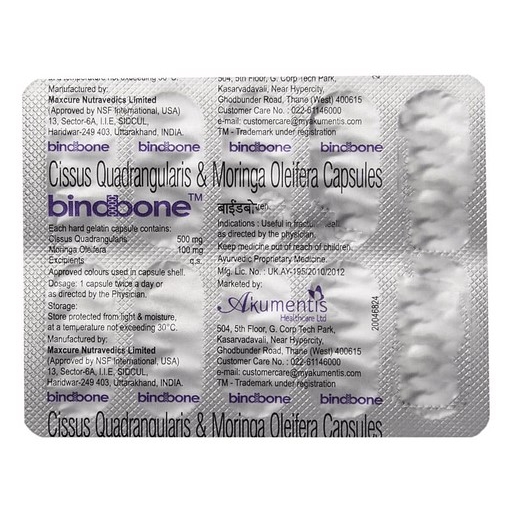 Manufactured by:
Maxcure Nutravedics Limited
(Approved by NSF International, USA)
13, Sector-6A, I.I.E, SIDCUL,
Haridwar-249 403, Uttarakhand, INDIA.
504, 5th Floor, G. Corp Tech Park,
Kasarvadavali, Near Hypercity,
Ghodbunder Road, Thane (West) 400615
Customer Care No. : 022-61146000
e-mail: customercare@myakumentis.com
TM - Trademark under registration
bindbone bindbone bindbone bindbone
Cissus Quadrangularis & Moringa Oleifera Capsules
bindbone™
Each hard gelatin capsule contains:
Cissus Quadrangularis 500 mg
Moringa Oleifera 100 mg
Excipients q.s.
Approved colours used in capsule shell.
Dosage: 1 capsule twice a day or
as directed by the Physician.
Storage:
Store protected from light & moisture,
at a temperature not exceeding 30°C.
Manufactured by:
Maxcure Nutravedics Limited
(Approved by NSF International, USA)
13, Sector-6A, I.I.E, SIDCUL,
Haridwar-249 403, Uttarakhand, INDIA.
Indications : Useful in
as directed by the physician.
Keep medicine out of reach of children.
Ayurvedic Proprietary Medicine.
Mfg. Lic. No. : UK.AY-195/2010/2012
Marketed by:
Akumentis
Healthcare Ltd
504, 5th Floor, G. Corp Tech Park,
Kasarvadavali, Near Hypercity,
Ghodbunder Road, Thane (West) 400615
Customer Care No. : 022-61146000
e-mail: customercare@myakumentis.com
TM - Trademark under registration
20046824
bindbone bindbone bindbone bindbone
Cissus Quadrangularis & Moringa Oleifera Capsules